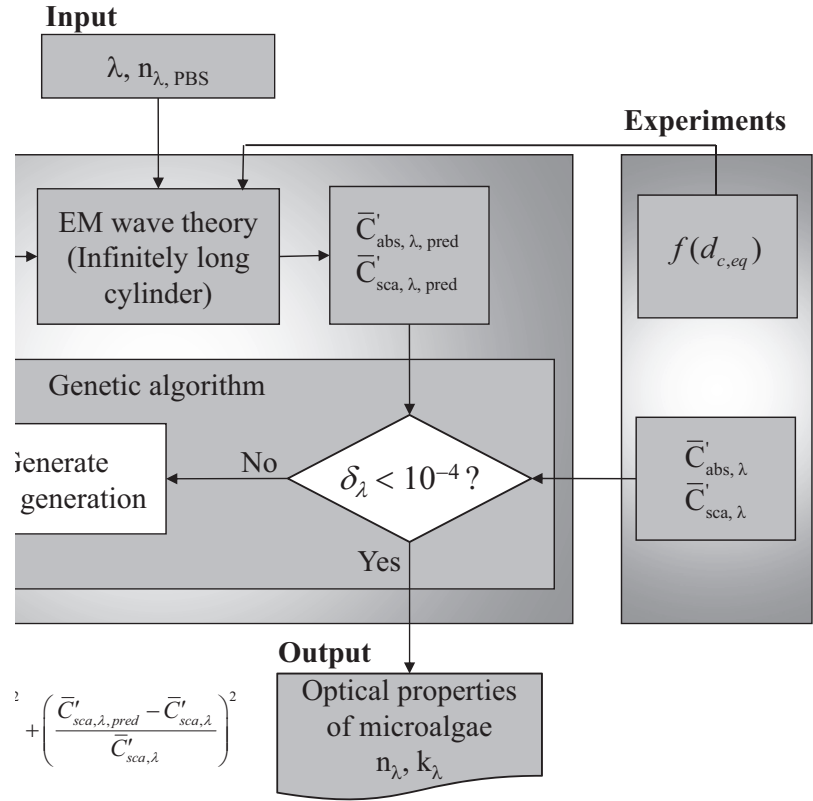 Input
λ, n_λ, PBS
Experiments
EM wave theory
(Infinitely long
cylinder)
C̅'_abs, λ, pred
C̅'_sca, λ, pred
f(d_c,eq)
Genetic algorithm
generation
No
δ_λ < 10⁻⁴ ?
C̅'_abs, λ
C̅'_sca, λ
Yes
Output
Optical properties
of microalgae
n_λ, k_λ
² + ( (C̅'_sca,λ,pred − C̅'_sca,λ) / C̅'_sca,λ )²